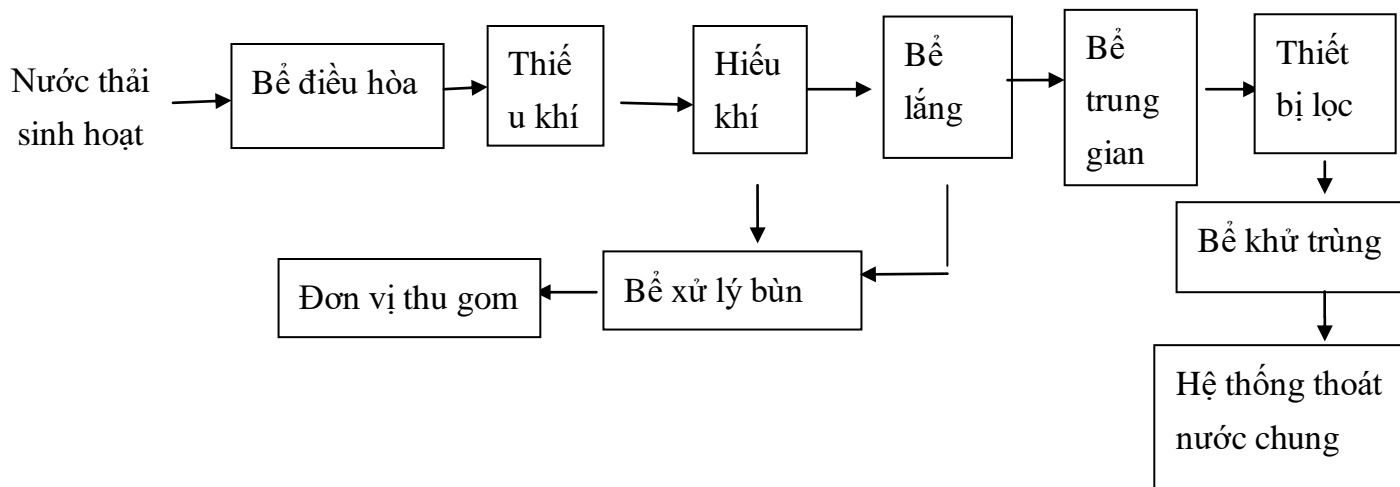 Nước thải
sinh hoạt
Bể điều hòa
Thiế
u khí
Hiếu
khí
Bể
lắng
Bể
trung
gian
Thiết
bị lọc
Bể khử trùng
Đơn vị thu gom
Bể xử lý bùn
Hệ thống thoát
nước chung